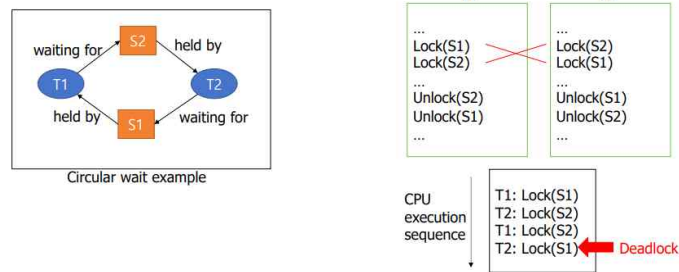 S2
waiting for
held by
T1
T2
held by
S1
waiting for
Circular wait example
...
Lock(S1)
Lock(S2)
...
Unlock(S2)
Unlock(S1)
...
...
Lock(S2)
Lock(S1)
...
Unlock(S1)
Unlock(S2)
...
CPU
execution
sequence
T1: Lock(S1)
T2: Lock(S2)
T1: Lock(S2)
T2: Lock(S1)
Deadlock